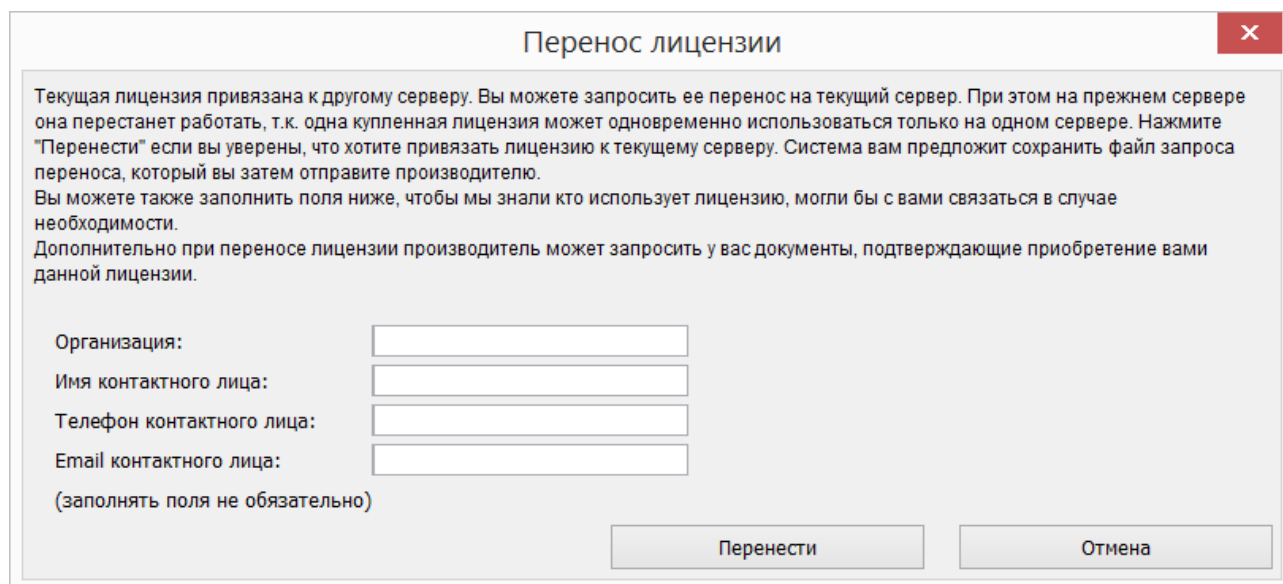 Перенос лицензии
Текущая лицензия привязана к другому серверу. Вы можете запросить ее перенос на текущий сервер. При этом на прежнем сервере
она перестанет работать, т.к. одна купленная лицензия может одновременно использоваться только на одном сервере. Нажмите
"Перенести" если вы уверены, что хотите привязать лицензию к текущему серверу. Система вам предложит сохранить файл запроса
переноса, который вы затем отправите производителю.
Вы можете также заполнить поля ниже, чтобы мы знали кто использует лицензию, могли бы с вами связаться в случае
необходимости.
Дополнительно при переносе лицензии производитель может запросить у вас документы, подтверждающие приобретение вами
данной лицензии.
Организация:
Имя контактного лица:
Телефон контактного лица:
Email контактного лица:
(заполнять поля не обязательно)
Перенести Отмена